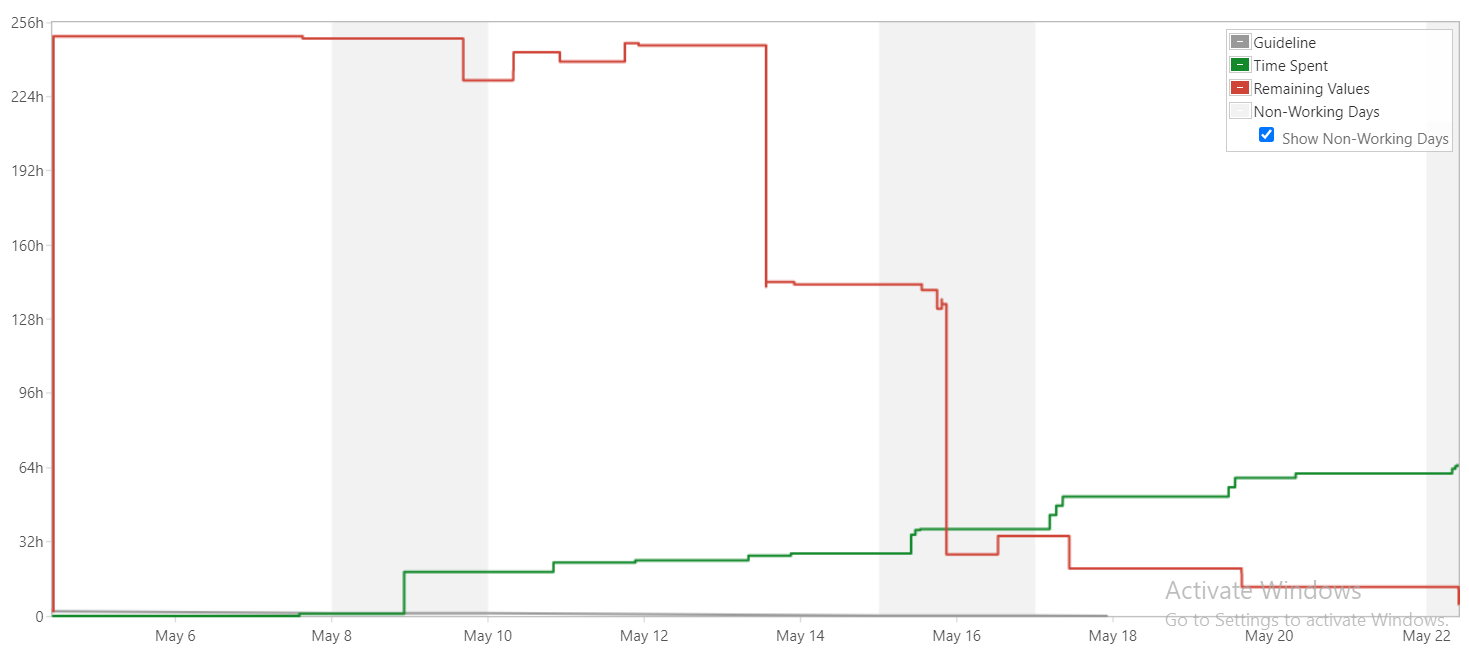 256h
224h
192h
160h
128h
96h
64h
32h
0
May 6
May 8
May 10
May 12
May 14
May 16
May 18
May 20
May 22
Guideline
Time Spent
Remaining Values
Non-Working Days
Show Non-Working Days
Activate Windows
Go to Settings to activate Windows.